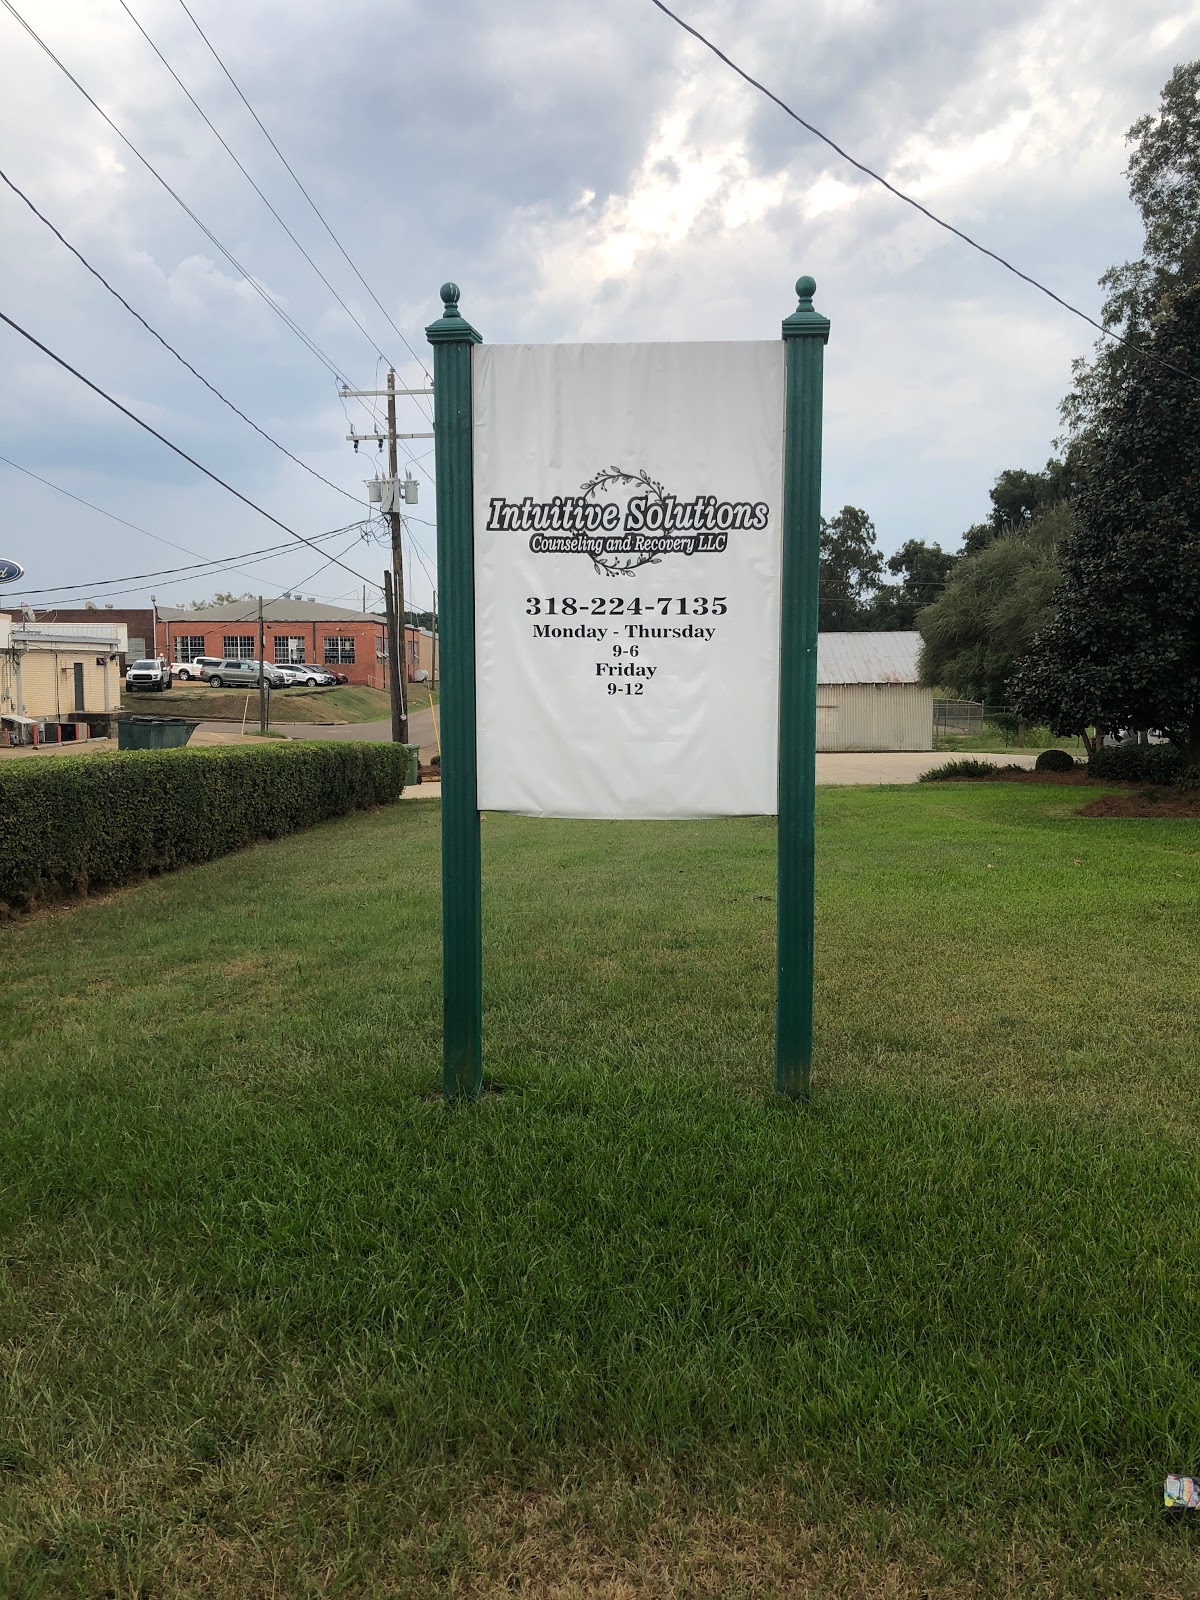 Intuitive Solutions
Counseling and Recovery LLC
318-224-7135
Monday - Thursday
9-6
Friday
9-12